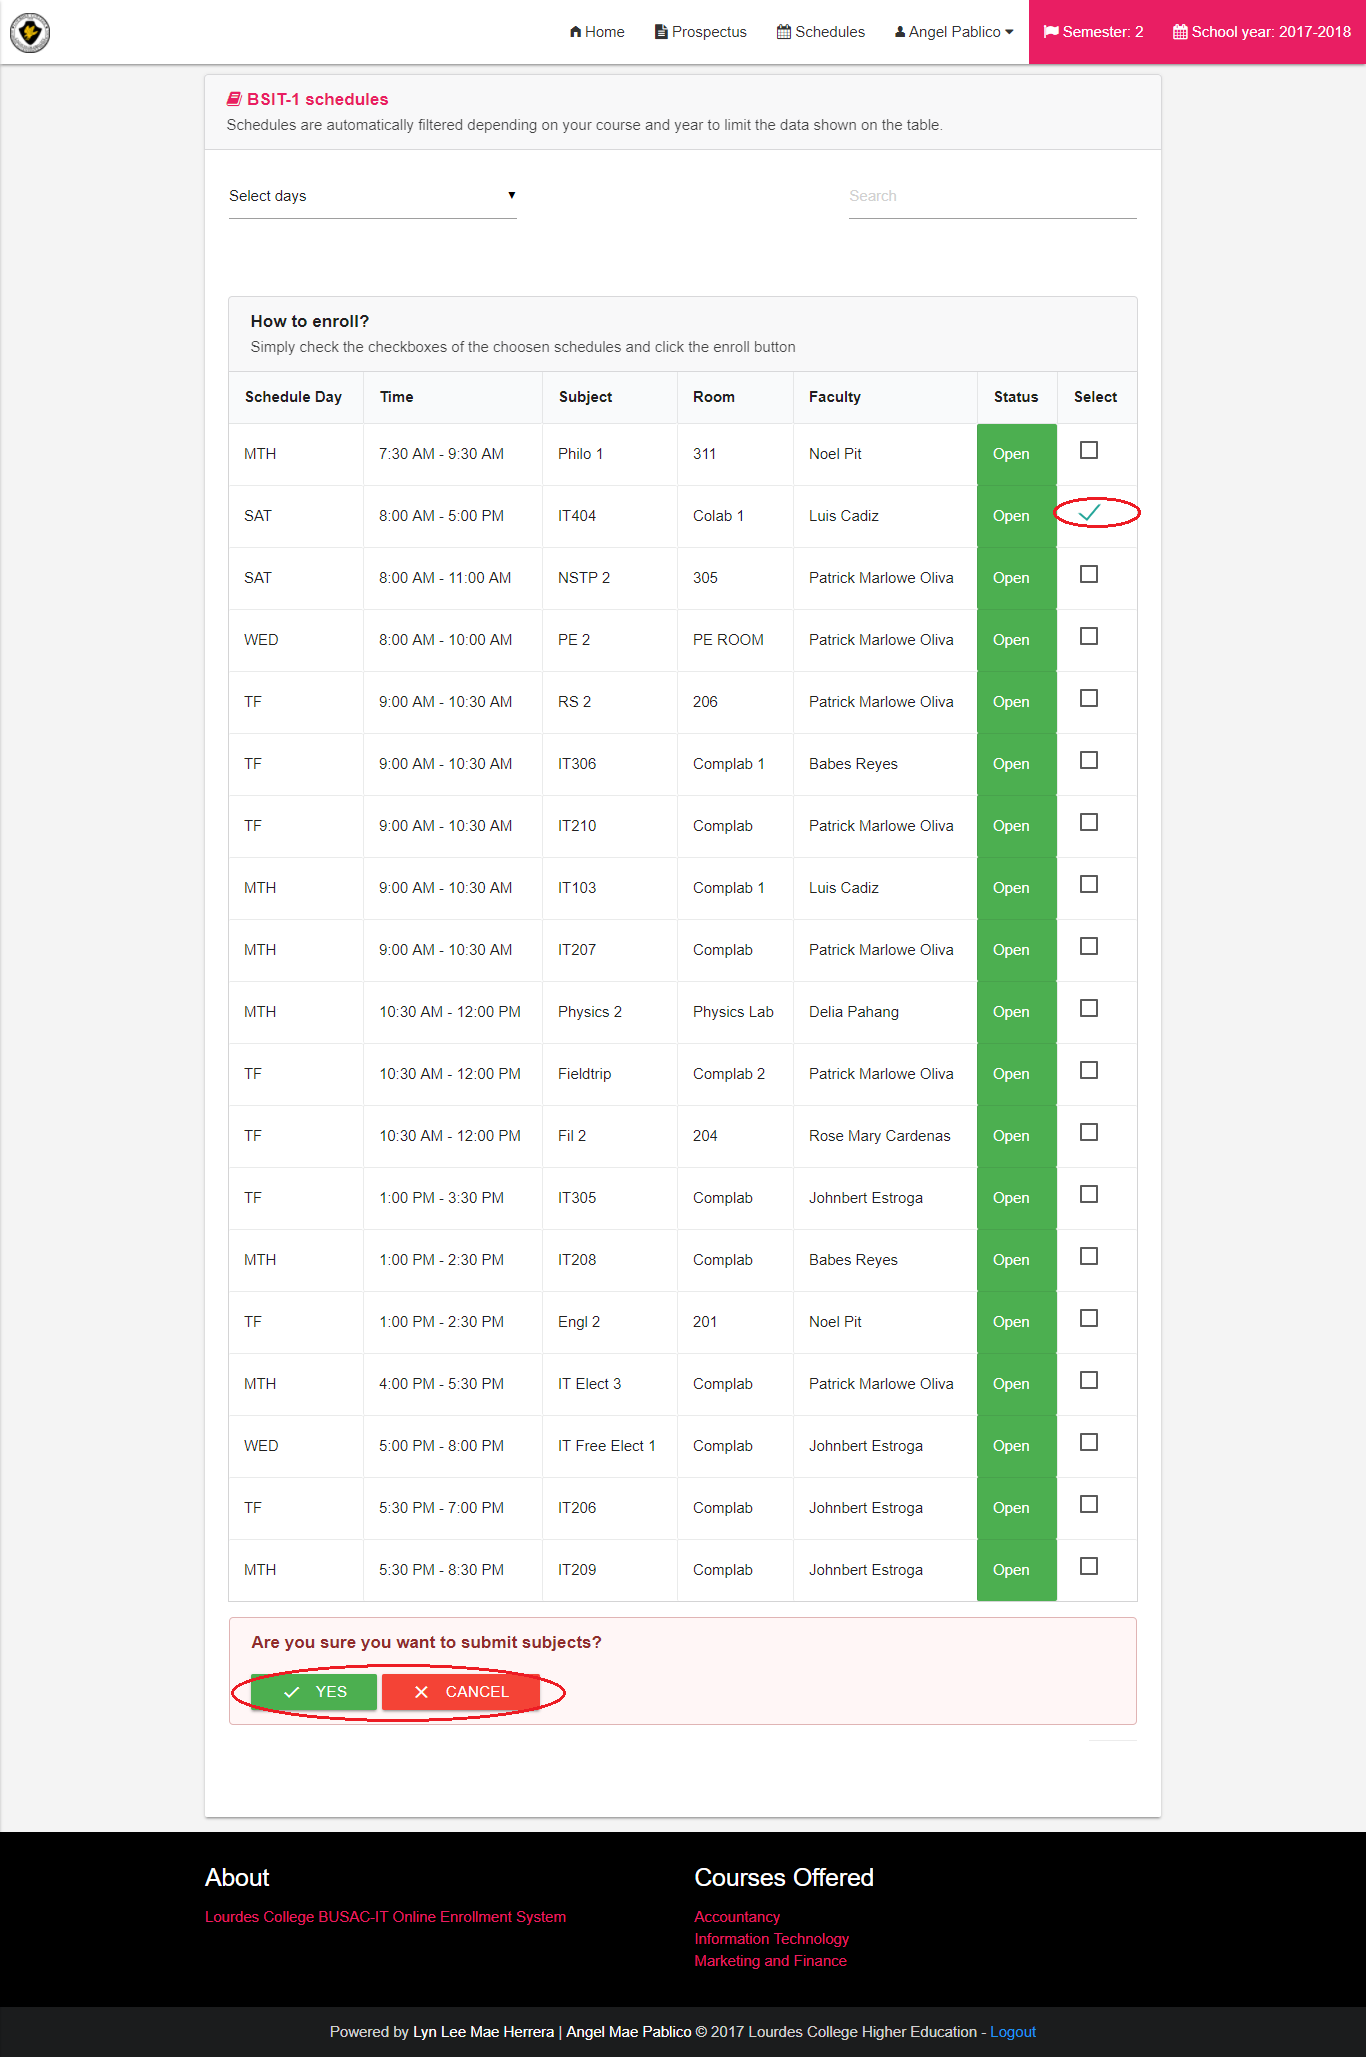 Home Prospectus Schedules Angel Pablico Semester: 2 School year: 2017-2018
BSIT-1 schedules
Schedules are automatically filtered depending on your course and year to limit the data shown on the table.
Select days Search
How to enroll?
Simply check the checkboxes of the choosen schedules and click the enroll button
Schedule Day Time Subject Room Faculty Status Select
MTH 7:30 AM - 9:30 AM Philo 1 311 Noel Pit Open
SAT 8:00 AM - 5:00 PM IT404 Colab 1 Luis Cadiz Open
SAT 8:00 AM - 11:00 AM NSTP 2 305 Patrick Marlowe Oliva Open
WED 8:00 AM - 10:00 AM PE 2 PE ROOM Patrick Marlowe Oliva Open
TF 9:00 AM - 10:30 AM RS 2 206 Patrick Marlowe Oliva Open
TF 9:00 AM - 10:30 AM IT306 Complab 1 Babes Reyes Open
TF 9:00 AM - 10:30 AM IT210 Complab Patrick Marlowe Oliva Open
MTH 9:00 AM - 10:30 AM IT103 Complab 1 Luis Cadiz Open
MTH 9:00 AM - 10:30 AM IT207 Complab Patrick Marlowe Oliva Open
MTH 10:30 AM - 12:00 PM Physics 2 Physics Lab Delia Pahang Open
TF 10:30 AM - 12:00 PM Fieldtrip Complab 2 Patrick Marlowe Oliva Open
TF 10:30 AM - 12:00 PM Fil 2 204 Rose Mary Cardenas Open
TF 1:00 PM - 3:30 PM IT305 Complab Johnbert Estroga Open
MTH 1:00 PM - 2:30 PM IT208 Complab Babes Reyes Open
TF 1:00 PM - 2:30 PM Engl 2 201 Noel Pit Open
MTH 4:00 PM - 5:30 PM IT Elect 3 Complab Patrick Marlowe Oliva Open
WED 5:00 PM - 8:00 PM IT Free Elect 1 Complab Johnbert Estroga Open
TF 5:30 PM - 7:00 PM IT206 Complab Johnbert Estroga Open
MTH 5:30 PM - 8:30 PM IT209 Complab Johnbert Estroga Open
Are you sure you want to submit subjects?
YES CANCEL
About
Lourdes College BUSAC-IT Online Enrollment System
Courses Offered
Accountancy
Information Technology
Marketing and Finance
Powered by Lyn Lee Mae Herrera | Angel Mae Pablico © 2017 Lourdes College Higher Education - Logout